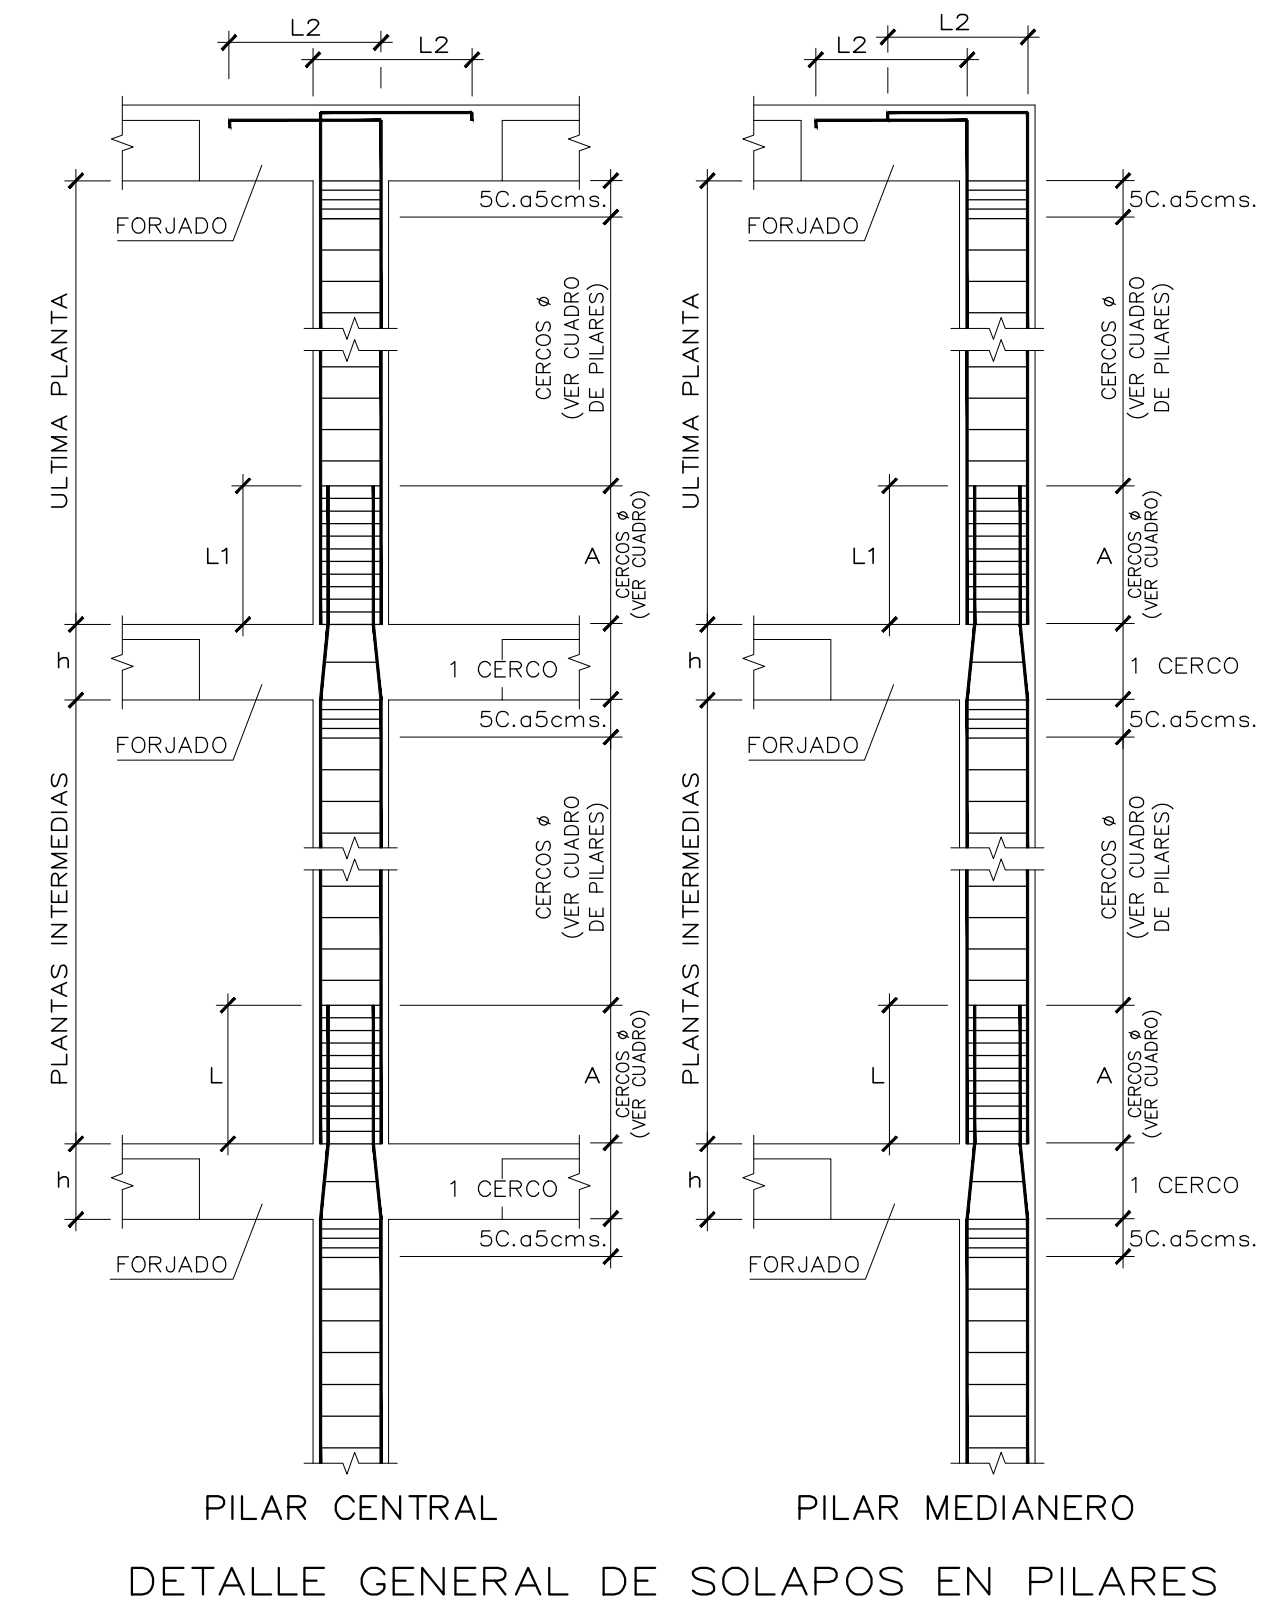 L2
L2
5C.a5cms.
FORJADO
ULTIMA PLANTA
CERCOS ø
(VER CUADRO
DE PILARES)
L1
A
CERCOS ø
(VER CUADRO)
h
1 CERCO
5C.a5cms.
FORJADO
PLANTAS INTERMEDIAS
CERCOS ø
(VER CUADRO
DE PILARES)
L
A
CERCOS ø
(VER CUADRO)
h
1 CERCO
5C.a5cms.
FORJADO
PILAR CENTRAL
L2
L2
5C.a5cms.
FORJADO
ULTIMA PLANTA
CERCOS ø
(VER CUADRO
DE PILARES)
L1
A
CERCOS ø
(VER CUADRO)
h
1 CERCO
5C.a5cms.
FORJADO
PLANTAS INTERMEDIAS
CERCOS ø
(VER CUADRO
DE PILARES)
L
A
CERCOS ø
(VER CUADRO)
h
1 CERCO
5C.a5cms.
FORJADO
PILAR MEDIANERO
DETALLE GENERAL DE SOLAPOS EN PILARES